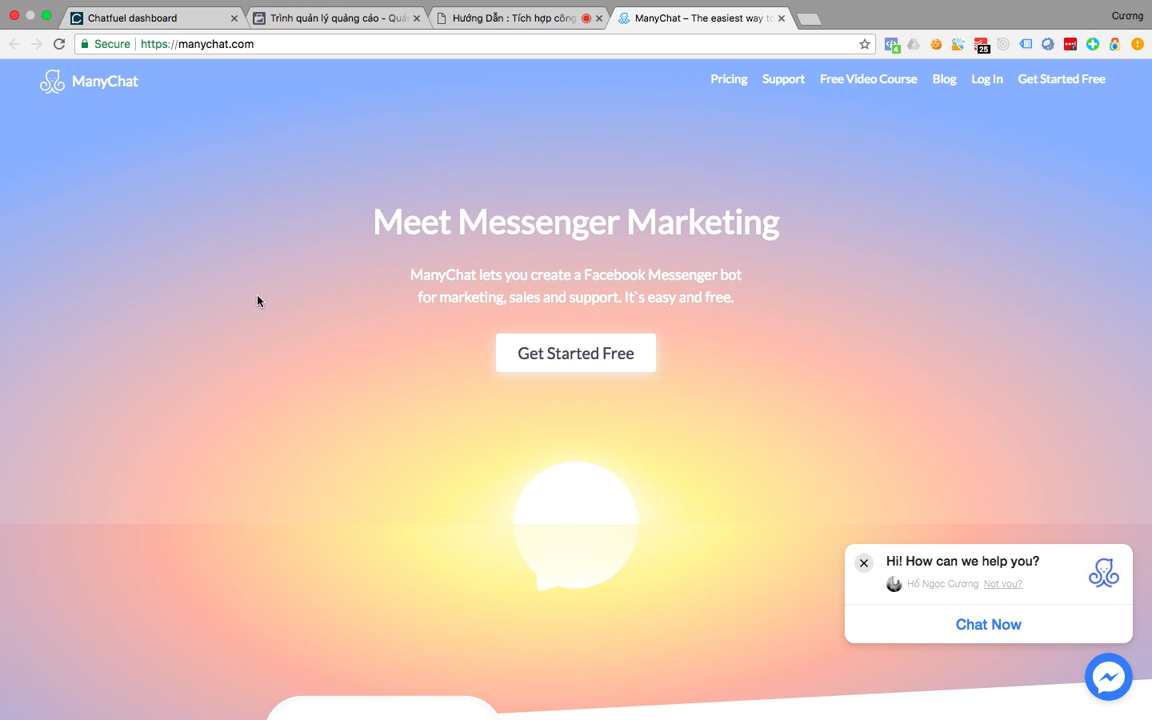 Chatfuel dashboard
Trình quản lý quảng cáo - Quả
Hướng Dẫn : Tích hợp công
ManyChat – The easiest way to
Cương
Secure
https://manychat.com
4
25
ManyChat
Pricing
Support
Free Video Course
Blog
Log In
Get Started Free
Meet Messenger Marketing
ManyChat lets you create a Facebook Messenger bot
for marketing, sales and support. It`s easy and free.
Get Started Free
Hi! How can we help you?
Hồ Ngọc Cương Not you?
Chat Now